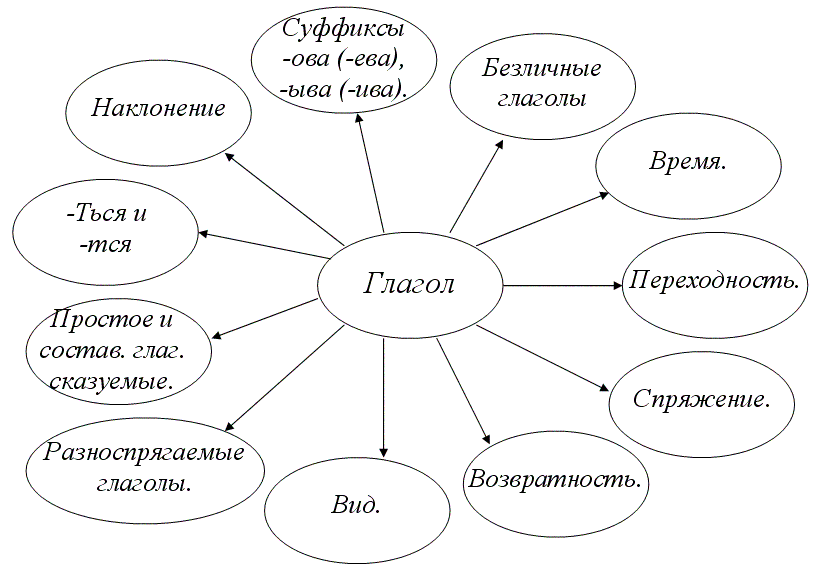 Суффиксы
-ова (-ева),
-ыва (-ива).
Безличные
глаголы
Наклонение
Время.
-Ться и
-тся
Глагол
Переходность.
Простое и
состав. глаг.
сказуемые.
Спряжение.
Разноспрягаемые
глаголы.
Возвратность.
Вид.